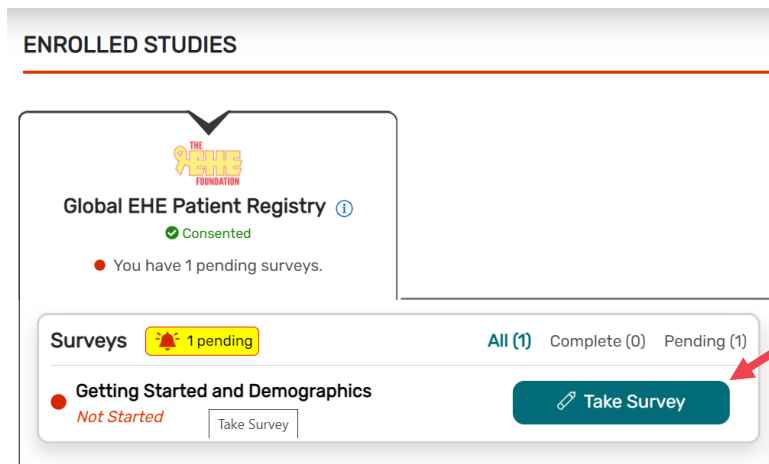 ENROLLED STUDIES
THE
EHE
FOUNDATION
Global EHE Patient Registry
Consented
You have 1 pending surveys.
Surveys 1 pending All (1) Complete (0) Pending (1)
Getting Started and Demographics
Take Survey
Not Started
Take Survey